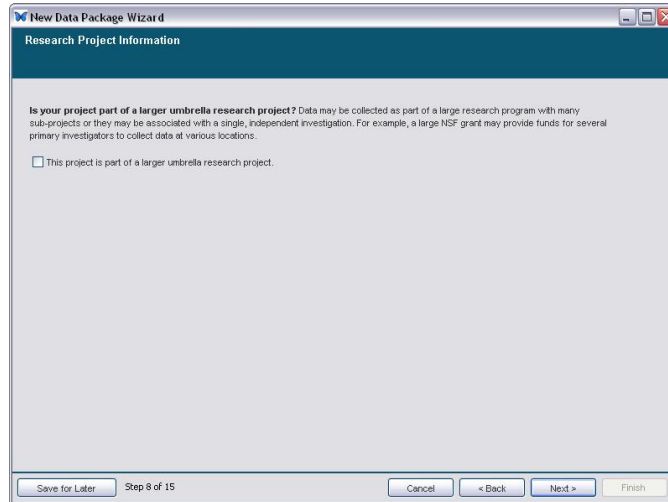 New Data Package Wizard
Research Project Information
Is your project part of a larger umbrella research project? Data may be collected as part of a large research program with many
sub-projects or they may be associated with a single, independent investigation. For example, a large NSF grant may provide funds for several
primary investigators to collect data at various locations.
This project is part of a larger umbrella research project.
Save for Later Step 8 of 15 Cancel < Back Next > Finish